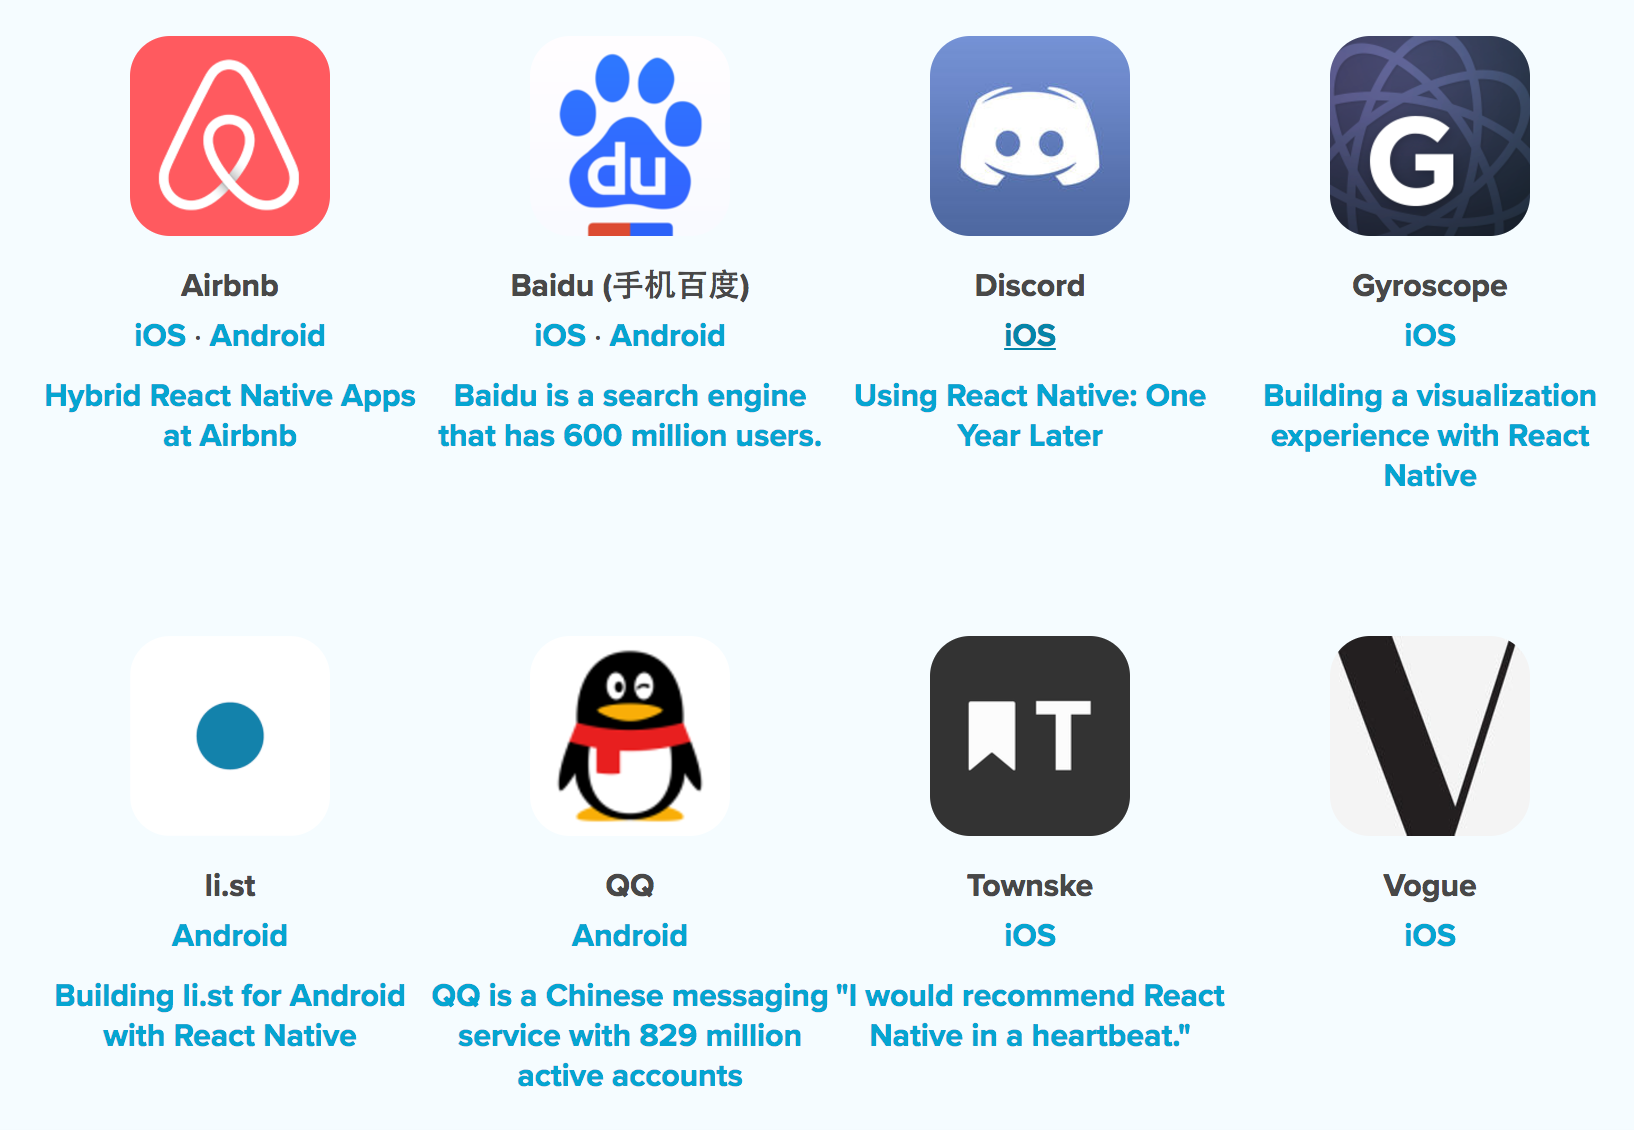 du
G
Airbnb
iOS · Android
Hybrid React Native Apps
at Airbnb
Baidu (手机百度)
iOS · Android
Baidu is a search engine
that has 600 million users.
Discord
iOS
Using React Native: One
Year Later
Gyroscope
iOS
Building a visualization
experience with React
Native
T
V
li.st
Android
Building li.st for Android
with React Native
QQ
Android
QQ is a Chinese messaging
service with 829 million
active accounts
Townske
iOS
"I would recommend React
Native in a heartbeat."
Vogue
iOS